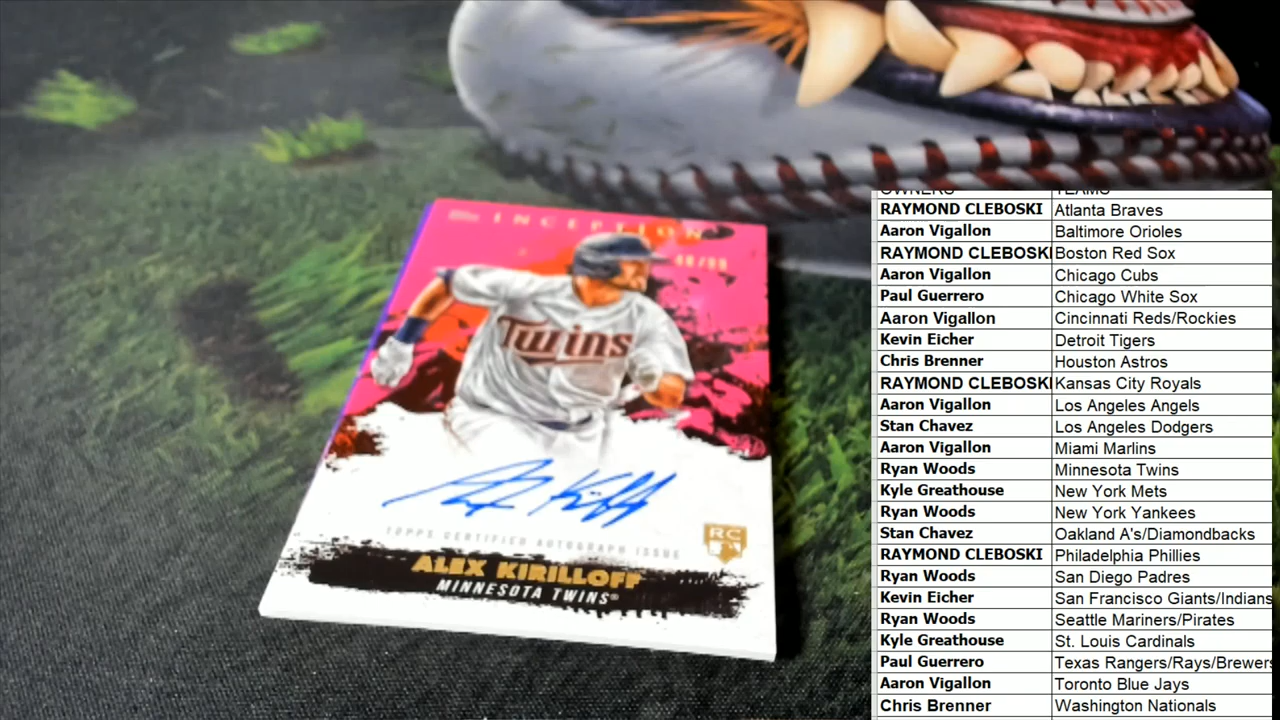 topps INCEPTION
48/99
Twins
TOPPS CERTIFIED AUTOGRAPH ISSUE
RC
ALEX KIRILLOFF
MINNESOTA TWINS®
OWNERS TEAMS
RAYMOND CLEBOSKI Atlanta Braves
Aaron Vigallon Baltimore Orioles
RAYMOND CLEBOSKI Boston Red Sox
Aaron Vigallon Chicago Cubs
Paul Guerrero Chicago White Sox
Aaron Vigallon Cincinnati Reds/Rockies
Kevin Eicher Detroit Tigers
Chris Brenner Houston Astros
RAYMOND CLEBOSKI Kansas City Royals
Aaron Vigallon Los Angeles Angels
Stan Chavez Los Angeles Dodgers
Aaron Vigallon Miami Marlins
Ryan Woods Minnesota Twins
Kyle Greathouse New York Mets
Ryan Woods New York Yankees
Stan Chavez Oakland A's/Diamondbacks
RAYMOND CLEBOSKI Philadelphia Phillies
Ryan Woods San Diego Padres
Kevin Eicher San Francisco Giants/Indians
Ryan Woods Seattle Mariners/Pirates
Kyle Greathouse St. Louis Cardinals
Paul Guerrero Texas Rangers/Rays/Brewers
Aaron Vigallon Toronto Blue Jays
Chris Brenner Washington Nationals